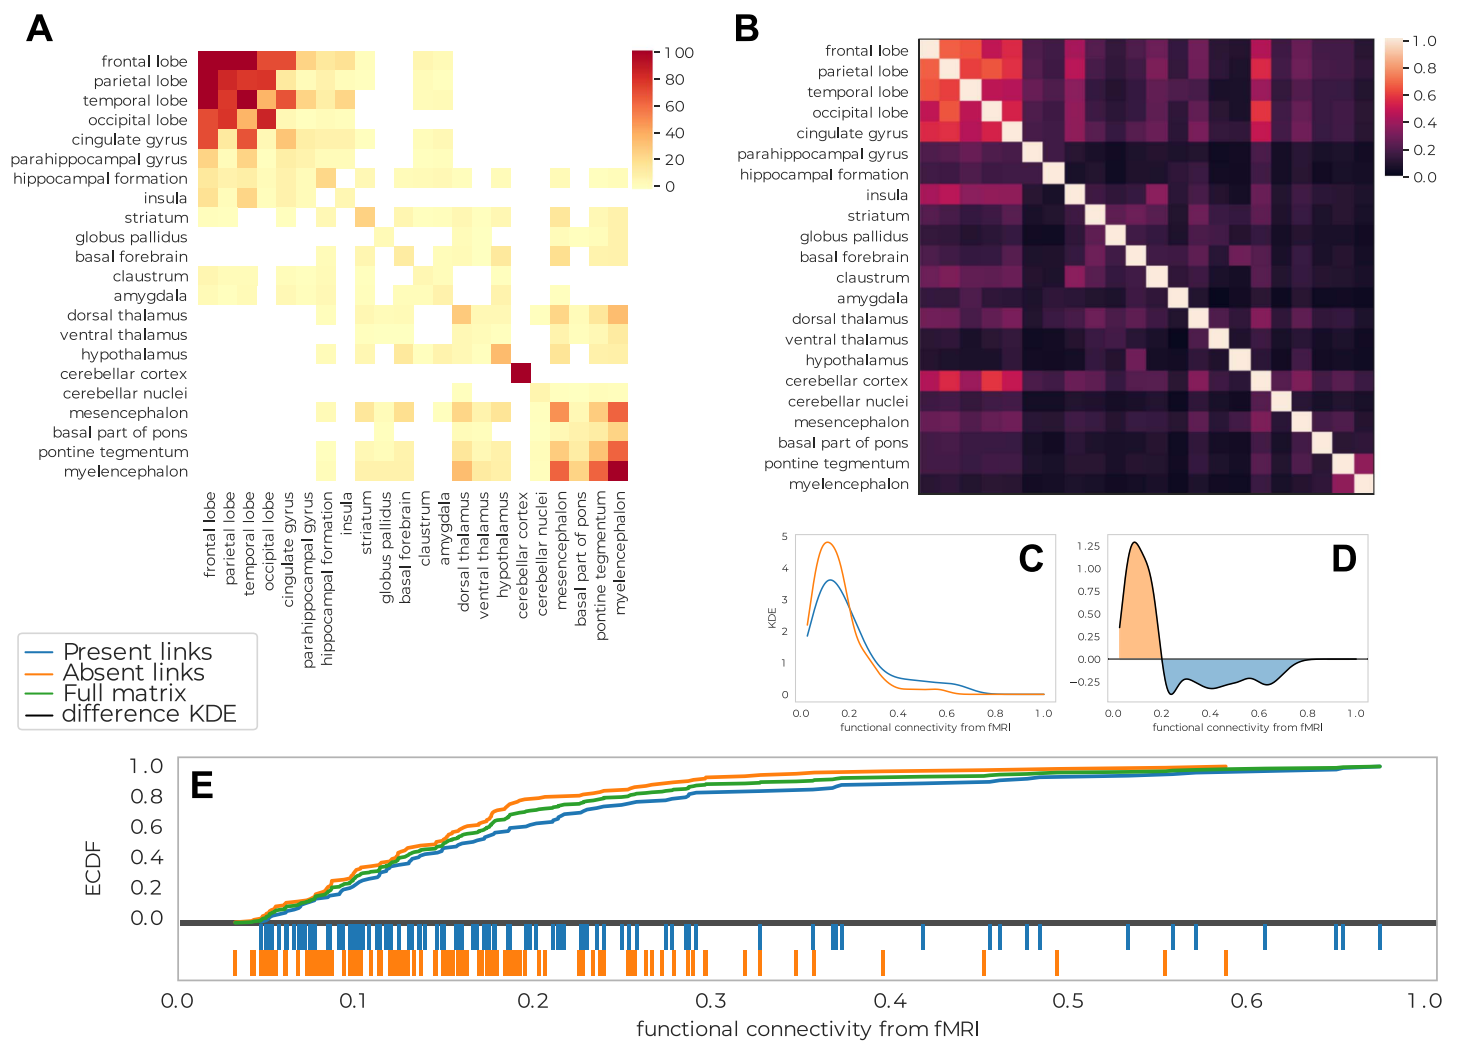 A
frontal lobe
parietal lobe
temporal lobe
occipital lobe
cingulate gyrus
parahippocampal gyrus
hippocampal formation
insula
striatum
globus pallidus
basal forebrain
claustrum
amygdala
dorsal thalamus
ventral thalamus
hypothalamus
cerebellar cortex
cerebellar nuclei
mesencephalon
basal part of pons
pontine tegmentum
myelencephalon
frontal lobe
parietal lobe
temporal lobe
occipital lobe
cingulate gyrus
parahippocampal gyrus
hippocampal formation
insula
striatum
globus pallidus
basal forebrain
claustrum
amygdala
dorsal thalamus
ventral thalamus
hypothalamus
cerebellar cortex
cerebellar nuclei
mesencephalon
basal part of pons
pontine tegmentum
myelencephalon
100
80
60
40
20
0
B
frontal lobe
parietal lobe
temporal lobe
occipital lobe
cingulate gyrus
parahippocampal gyrus
hippocampal formation
insula
striatum
globus pallidus
basal forebrain
claustrum
amygdala
dorsal thalamus
ventral thalamus
hypothalamus
cerebellar cortex
cerebellar nuclei
mesencephalon
basal part of pons
pontine tegmentum
myelencephalon
1.0
0.8
0.6
0.4
0.2
0.0
Present links
Absent links
Full matrix
difference KDE
C
KDE
5
4
3
2
1
0
0.0 0.2 0.4 0.6 0.8 1.0
functional connectivity from fMRI
D
1.25
1.00
0.75
0.50
0.25
0.00
−0.25
0.0 0.2 0.4 0.6 0.8 1.0
functional connectivity from fMRI
E
ECDF
1.0
0.8
0.6
0.4
0.2
0.0
0.0 0.1 0.2 0.3 0.4 0.5 0.6 1.0
functional connectivity from fMRI